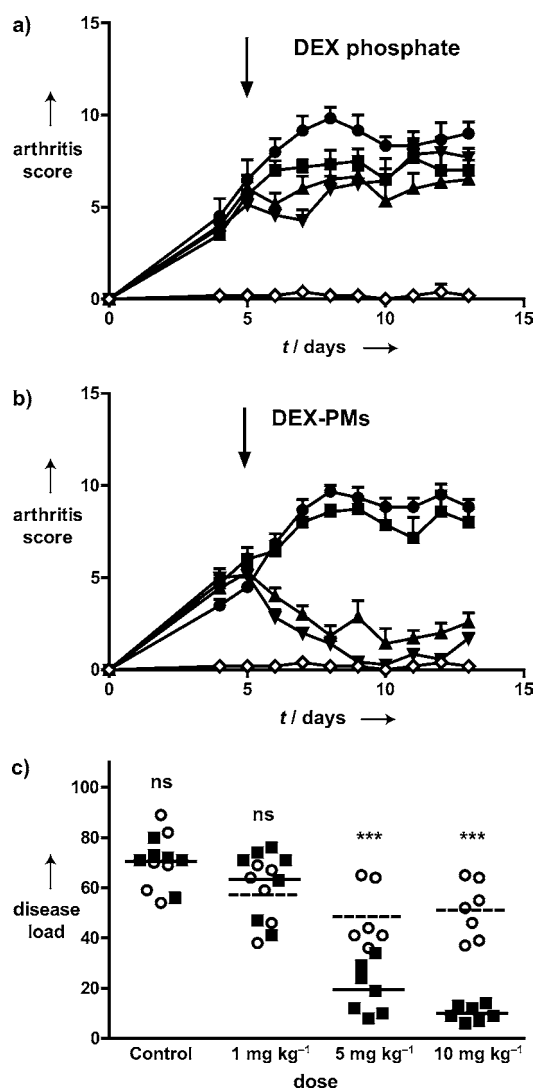 a)
15
DEX phosphate
10
arthritis
score
5
0
0 5 10 15
t / days
b)
15
DEX-PMs
10
arthritis
score
5
0
0 5 10 15
t / days
c)
100
ns
ns
80
***
***
60
disease
load
40
20
0
Control 1 mg kg⁻¹ 5 mg kg⁻¹ 10 mg kg⁻¹
dose